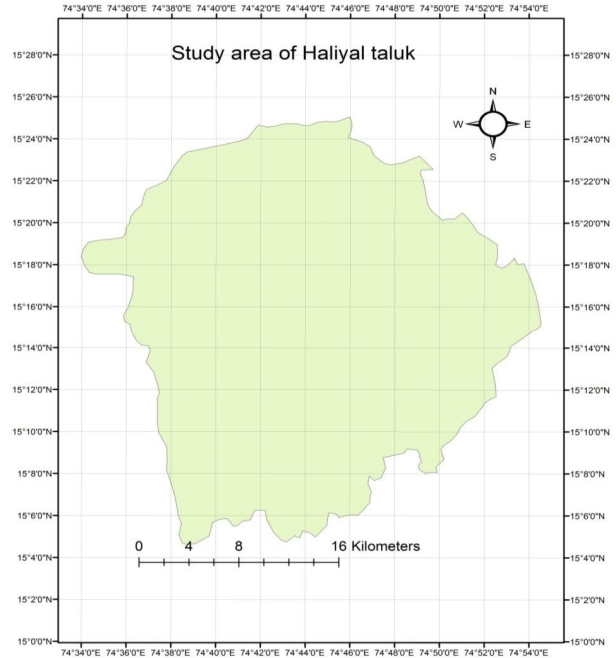 74°34'0"E 74°36'0"E 74°38'0"E 74°40'0"E 74°42'0"E 74°44'0"E 74°46'0"E 74°48'0"E 74°50'0"E 74°52'0"E 74°54'0"E
Study area of Haliyal taluk
15°28'0"N 15°28'0"N
N
15°26'0"N 15°26'0"N
W E
15°24'0"N 15°24'0"N
S
15°22'0"N 15°22'0"N
15°20'0"N 15°20'0"N
15°18'0"N 15°18'0"N
15°16'0"N 15°16'0"N
15°14'0"N 15°14'0"N
15°12'0"N 15°12'0"N
15°10'0"N 15°10'0"N
15°8'0"N 15°8'0"N
15°6'0"N 15°6'0"N
0 4 8 16 Kilometers
15°4'0"N 15°4'0"N
15°2'0"N 15°2'0"N
15°0'0"N 15°0'0"N
74°34'0"E 74°36'0"E 74°38'0"E 74°40'0"E 74°42'0"E 74°44'0"E 74°46'0"E 74°48'0"E 74°50'0"E 74°52'0"E 74°54'0"E